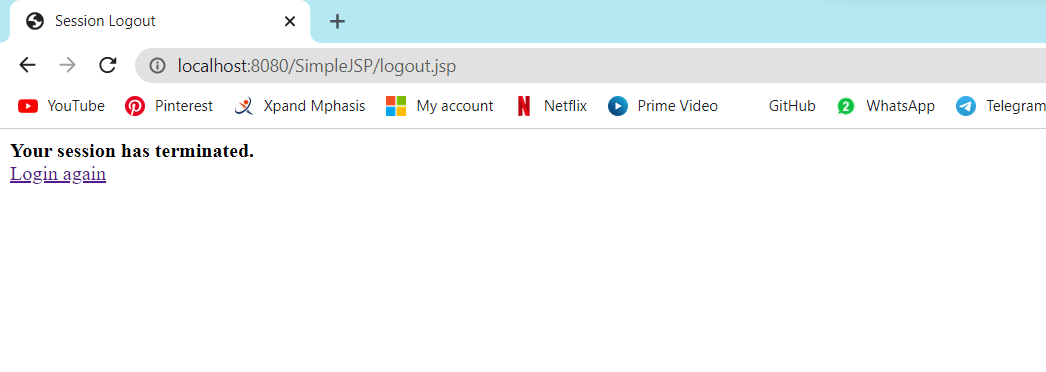 Session Logout
localhost:8080/SimpleJSP/logout.jsp
YouTube Pinterest Xpand Mphasis My account N Netflix Prime Video GitHub 2 WhatsApp Telegram
Your session has terminated.
Login again